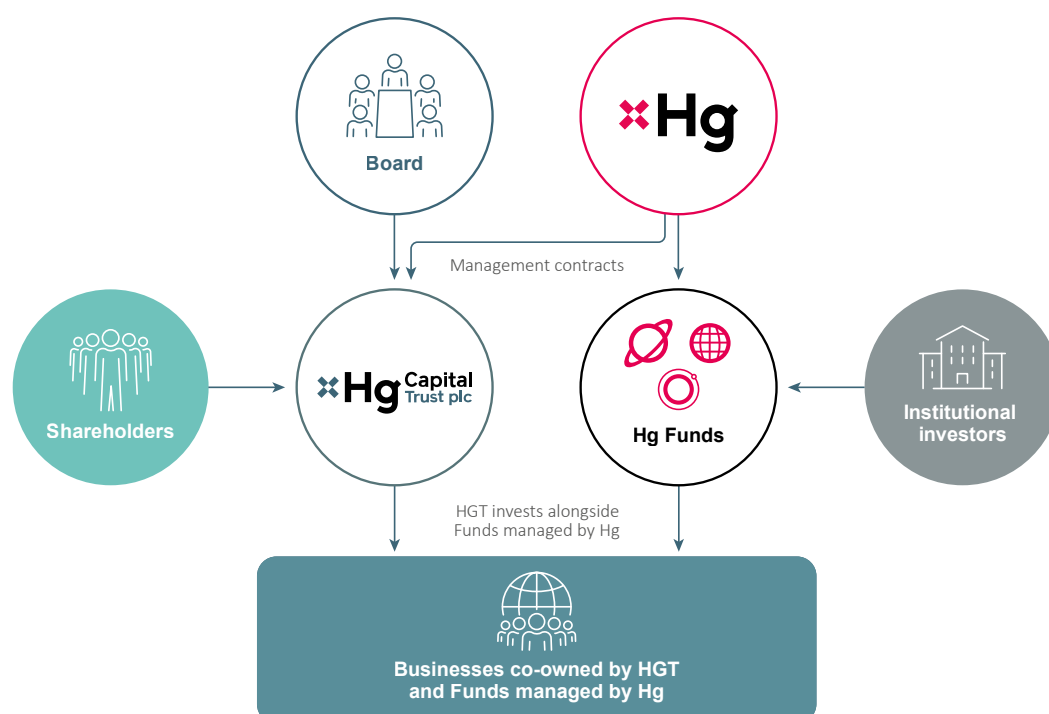 Board
Hg
Management contracts
Shareholders
Hg Capital
Trust plc
Hg Funds
Institutional
investors
HGT invests alongside
Funds managed by Hg
Businesses co-owned by HGT
and Funds managed by Hg